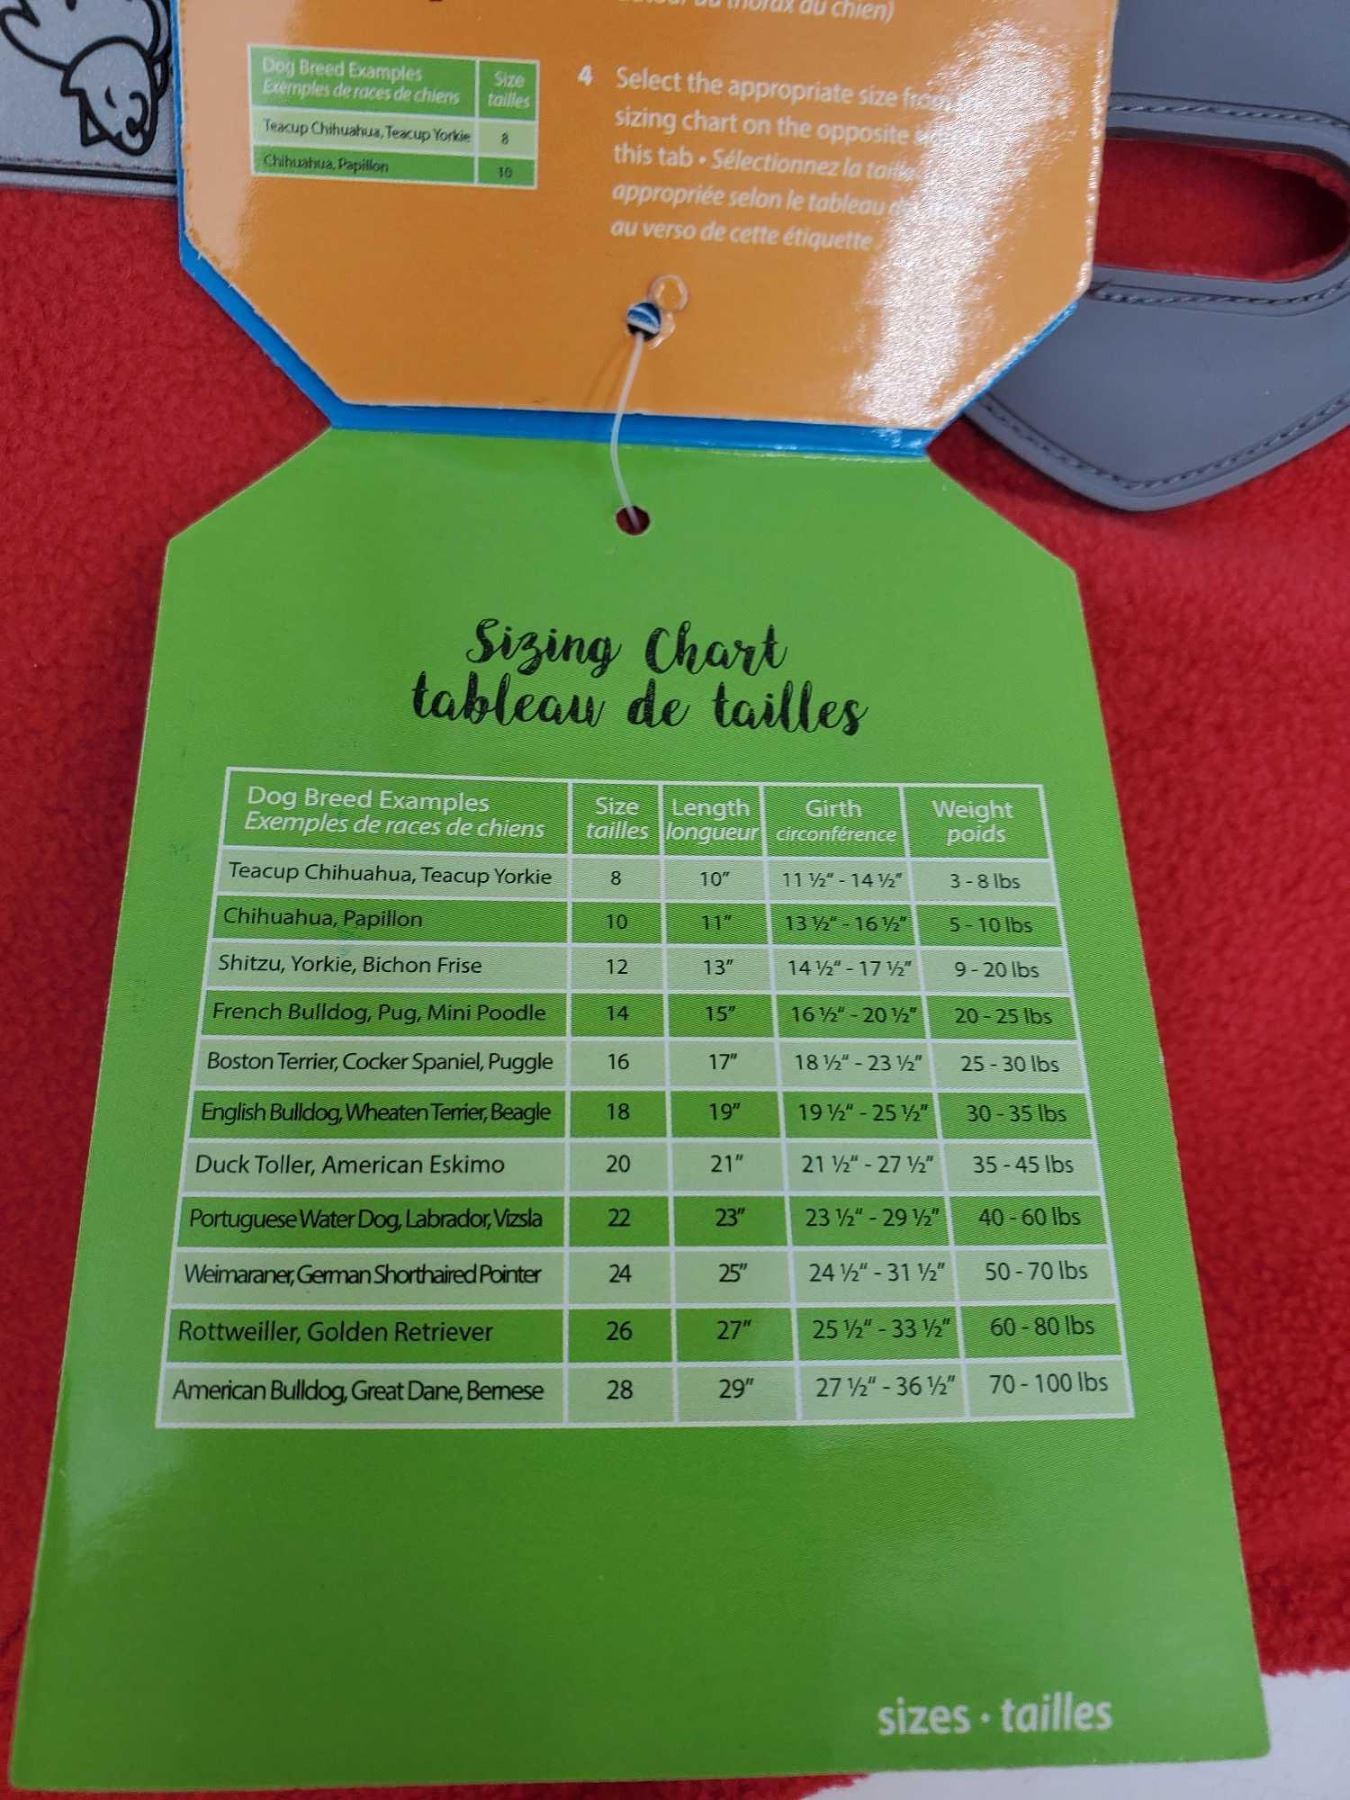 du thorax du chien)
Dog Breed Examples Size
Exemples de races de chiens tailles
Teacup Chihuahua, Teacup Yorkie 8
Chihuahua, Papillon 10
4 Select the appropriate size from
sizing chart on the opposite
this tab • Sélectionnez la taille
appropriée selon le tableau
au verso de cette étiquette
Sizing Chart
tableau de tailles
Dog Breed Examples Size Length Girth Weight
Exemples de races de chiens tailles longueur circonférence poids
Teacup Chihuahua, Teacup Yorkie 8 10” 11 ½“ - 14 ½” 3 - 8 lbs
Chihuahua, Papillon 10 11” 13 ½“ - 16 ½” 5 - 10 lbs
Shitzu, Yorkie, Bichon Frise 12 13” 14 ½“ - 17 ½” 9 - 20 lbs
French Bulldog, Pug, Mini Poodle 14 15” 16 ½“ - 20 ½” 20 - 25 lbs
Boston Terrier, Cocker Spaniel, Puggle 16 17” 18 ½“ - 23 ½” 25 - 30 lbs
English Bulldog, Wheaten Terrier, Beagle 18 19” 19 ½“ - 25 ½” 30 - 35 lbs
Duck Toller, American Eskimo 20 21” 21 ½“ - 27 ½” 35 - 45 lbs
Portuguese Water Dog, Labrador, Vizsla 22 23” 23 ½“ - 29 ½” 40 - 60 lbs
Weimaraner, German Shorthaired Pointer 24 25” 24 ½“ - 31 ½” 50 - 70 lbs
Rottweiller, Golden Retriever 26 27” 25 ½“ - 33 ½” 60 - 80 lbs
American Bulldog, Great Dane, Bernese 28 29” 27 ½“ - 36 ½” 70 - 100 lbs
sizes • tailles